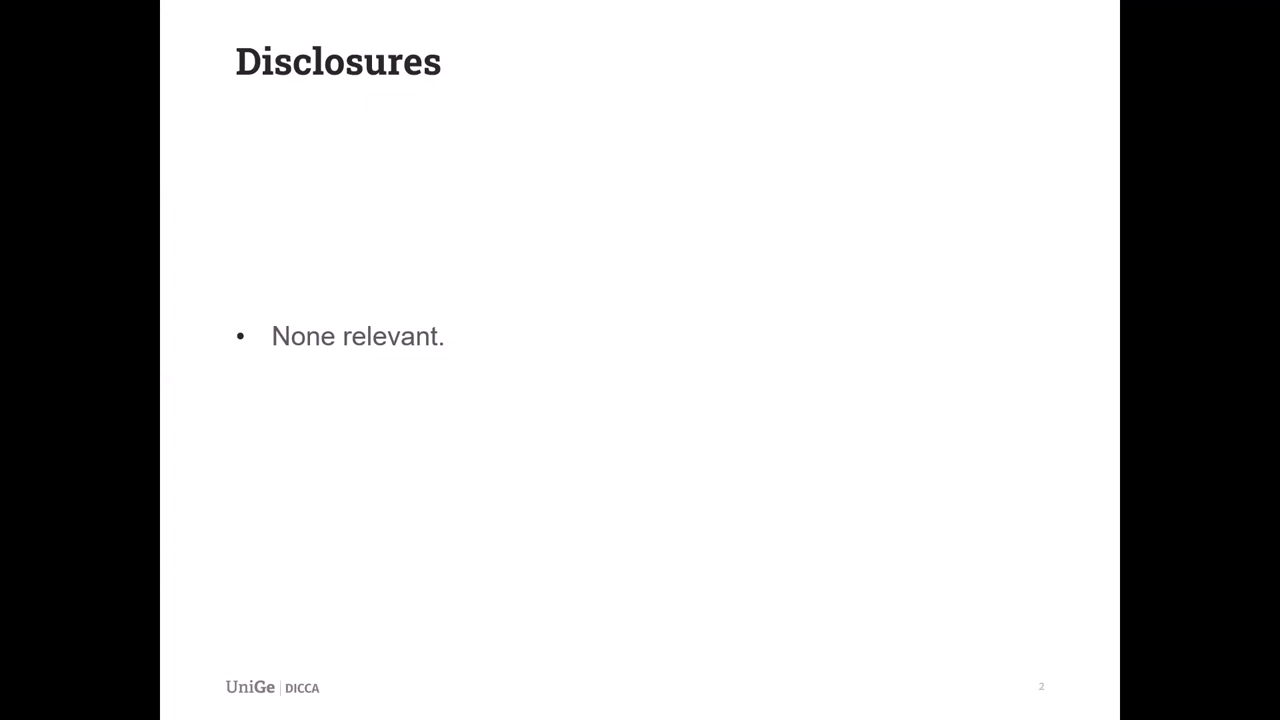 Disclosures
• None relevant.
UniGe | DICCA
2